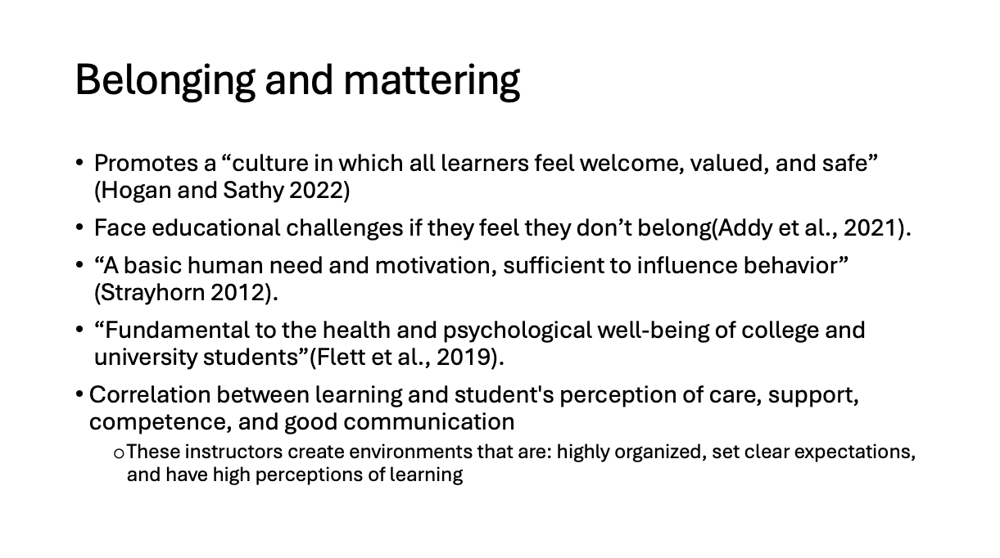 Belonging and mattering
• Promotes a “culture in which all learners feel welcome, valued, and safe”
(Hogan and Sathy 2022)
• Face educational challenges if they feel they don’t belong(Addy et al., 2021).
• “A basic human need and motivation, sufficient to influence behavior”
(Strayhorn 2012).
• “Fundamental to the health and psychological well-being of college and
university students”(Flett et al., 2019).
• Correlation between learning and student's perception of care, support,
competence, and good communication
○These instructors create environments that are: highly organized, set clear expectations,
and have high perceptions of learning